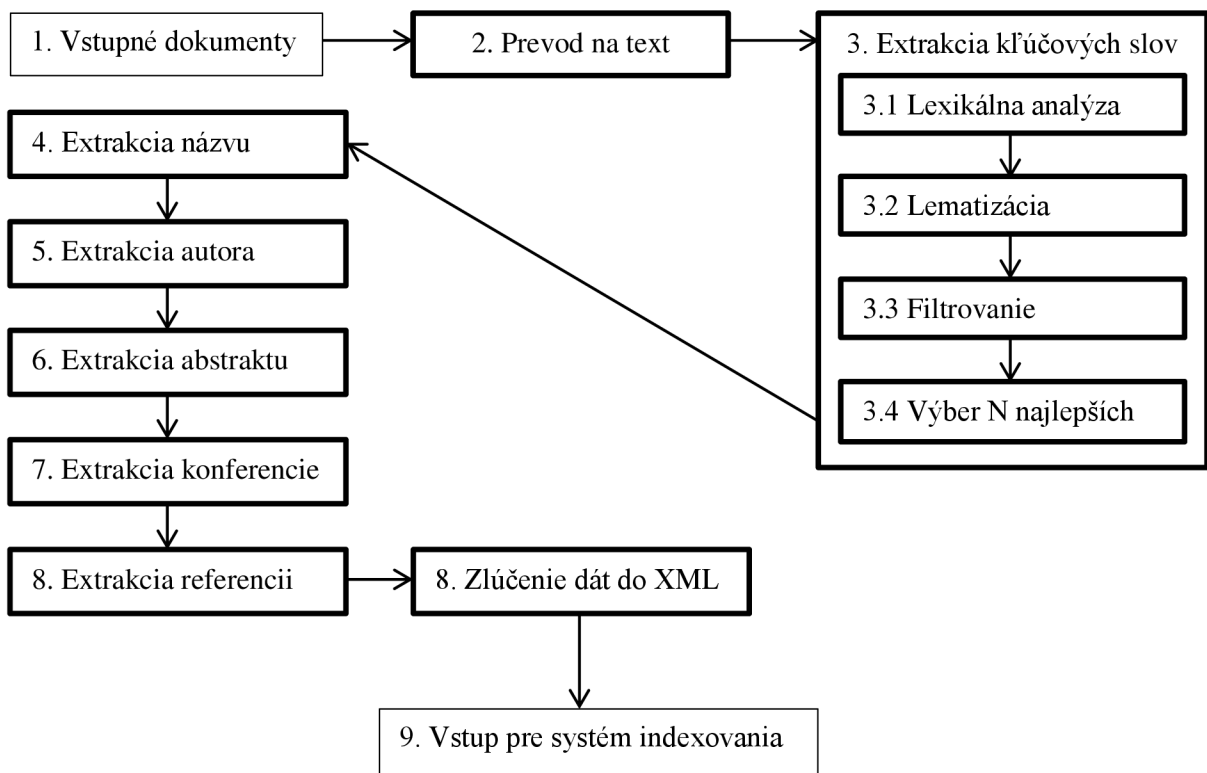 1. Vstupné dokumenty
2. Prevod na text
3. Extrakcia kľúčových slov
3.1 Lexikálna analýza
3.2 Lematizácia
3.3 Filtrovanie
3.4 Výber N najlepších
4. Extrakcia názvu
5. Extrakcia autora
6. Extrakcia abstraktu
7. Extrakcia konferencie
8. Extrakcia referencii
8. Zlúčenie dát do XML
9. Vstup pre systém indexovania